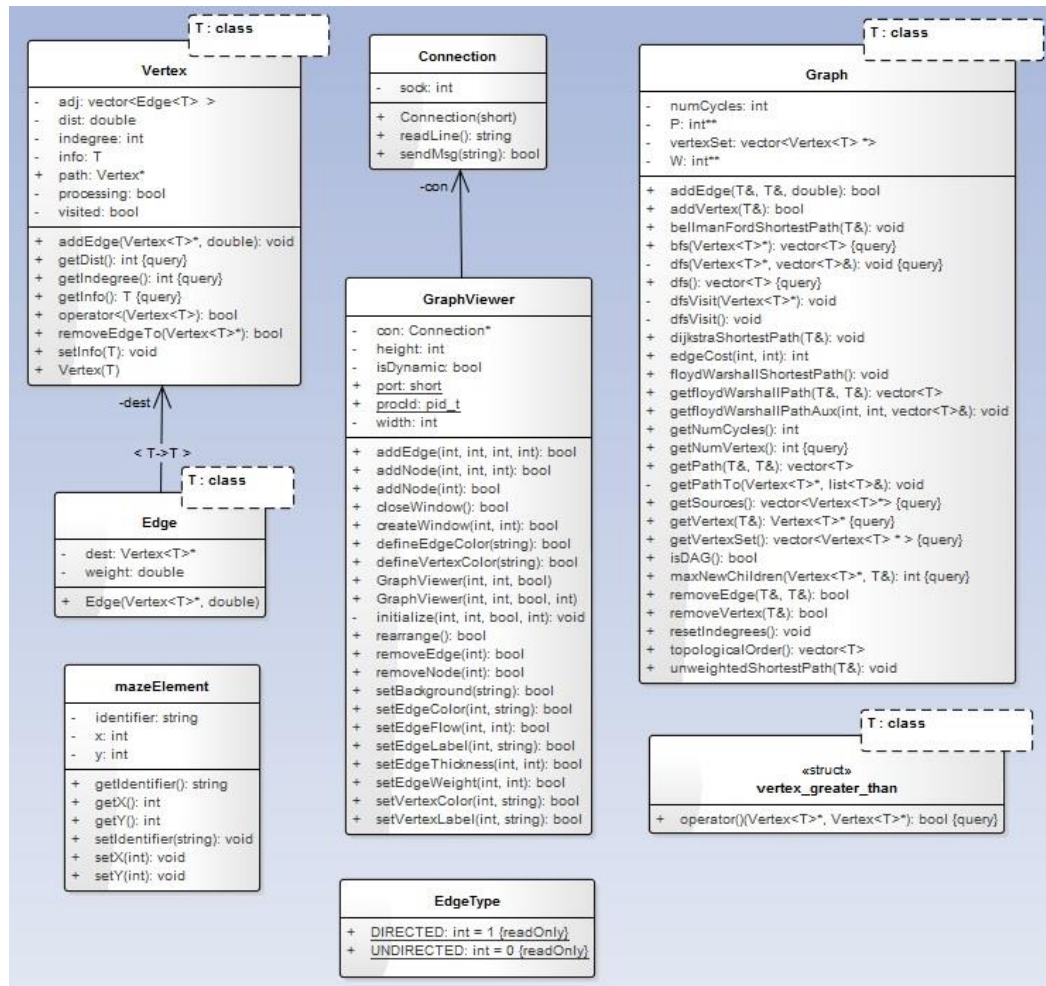 T : class
Vertex
- adj: vector<Edge<T> >
- dist: double
- indegree: int
- info: T
+ path: Vertex*
- processing: bool
- visited: bool
+ addEdge(Vertex<T>*, double): void
+ getDist(): int {query}
+ getIndegree(): int {query}
+ getInfo(): T {query}
+ operator<(Vertex<T>): bool
+ removeEdgeTo(Vertex<T>*): bool
+ setInfo(T): void
+ Vertex(T)
-dest
< T->T >
T : class
Edge
- dest: Vertex<T>*
- weight: double
+ Edge(Vertex<T>*, double)
mazeElement
- identifier: string
- x: int
- y: int
+ getIdentifier(): string
+ getX(): int
+ getY(): int
+ setIdentifier(string): void
+ setX(int): void
+ setY(int): void
Connection
- sock: int
+ Connection(short)
+ readLine(): string
+ sendMsg(string): bool
-con
GraphViewer
- con: Connection*
- height: int
- isDynamic: bool
+ port: short
+ procId: pid_t
- width: int
+ addEdge(int, int, int, int): bool
+ addNode(int, int, int): bool
+ addNode(int): bool
+ closeWindow(): bool
+ createWindow(int, int): bool
+ defineEdgeColor(string): bool
+ defineVertexColor(string): bool
+ GraphViewer(int, int, bool)
+ GraphViewer(int, int, bool, int)
- initialize(int, int, bool, int): void
+ rearrange(): bool
+ removeEdge(int): bool
+ removeNode(int): bool
+ setBackground(string): bool
+ setEdgeColor(int, string): bool
+ setEdgeFlow(int, int): bool
+ setEdgeLabel(int, string): bool
+ setEdgeThickness(int, int): bool
+ setEdgeWeight(int, int): bool
+ setVertexColor(int, string): bool
+ setVertexLabel(int, string): bool
EdgeType
+ DIRECTED: int = 1 {readOnly}
+ UNDIRECTED: int = 0 {readOnly}
T : class
Graph
- numCycles: int
- P: int**
- vertexSet: vector<Vertex<T> *>
- W: int**
+ addEdge(T&, T&, double): bool
+ addVertex(T&): bool
+ bellmanFordShortestPath(T&): void
+ bfs(Vertex<T>*): vector<T> {query}
- dfs(Vertex<T>*, vector<T>&): void {query}
+ dfs(): vector<T> {query}
- dfsVisit(Vertex<T>*): void
- dfsVisit(): void
+ dijkstraShortestPath(T&): void
+ edgeCost(int, int): int
+ floydWarshallShortestPath(): void
+ getfloydWarshallPath(T&, T&): vector<T>
+ getfloydWarshallPathAux(int, int, vector<T>&): void
+ getNumCycles(): int
+ getNumVertex(): int {query}
+ getPath(T&, T&): vector<T>
- getPathTo(Vertex<T>*, list<T>&): void
+ getSources(): vector<Vertex<T>*> {query}
+ getVertex(T&): Vertex<T>* {query}
+ getVertexSet(): vector<Vertex<T> * > {query}
+ isDAG(): bool
+ maxNewChildren(Vertex<T>*, T&): int {query}
+ removeEdge(T&, T&): bool
+ removeVertex(T&): bool
+ resetIndegrees(): void
+ topologicalOrder(): vector<T>
+ unweightedShortestPath(T&): void
T : class
«struct»
vertex_greater_than
+ operator()(Vertex<T>*, Vertex<T>*): bool {query}